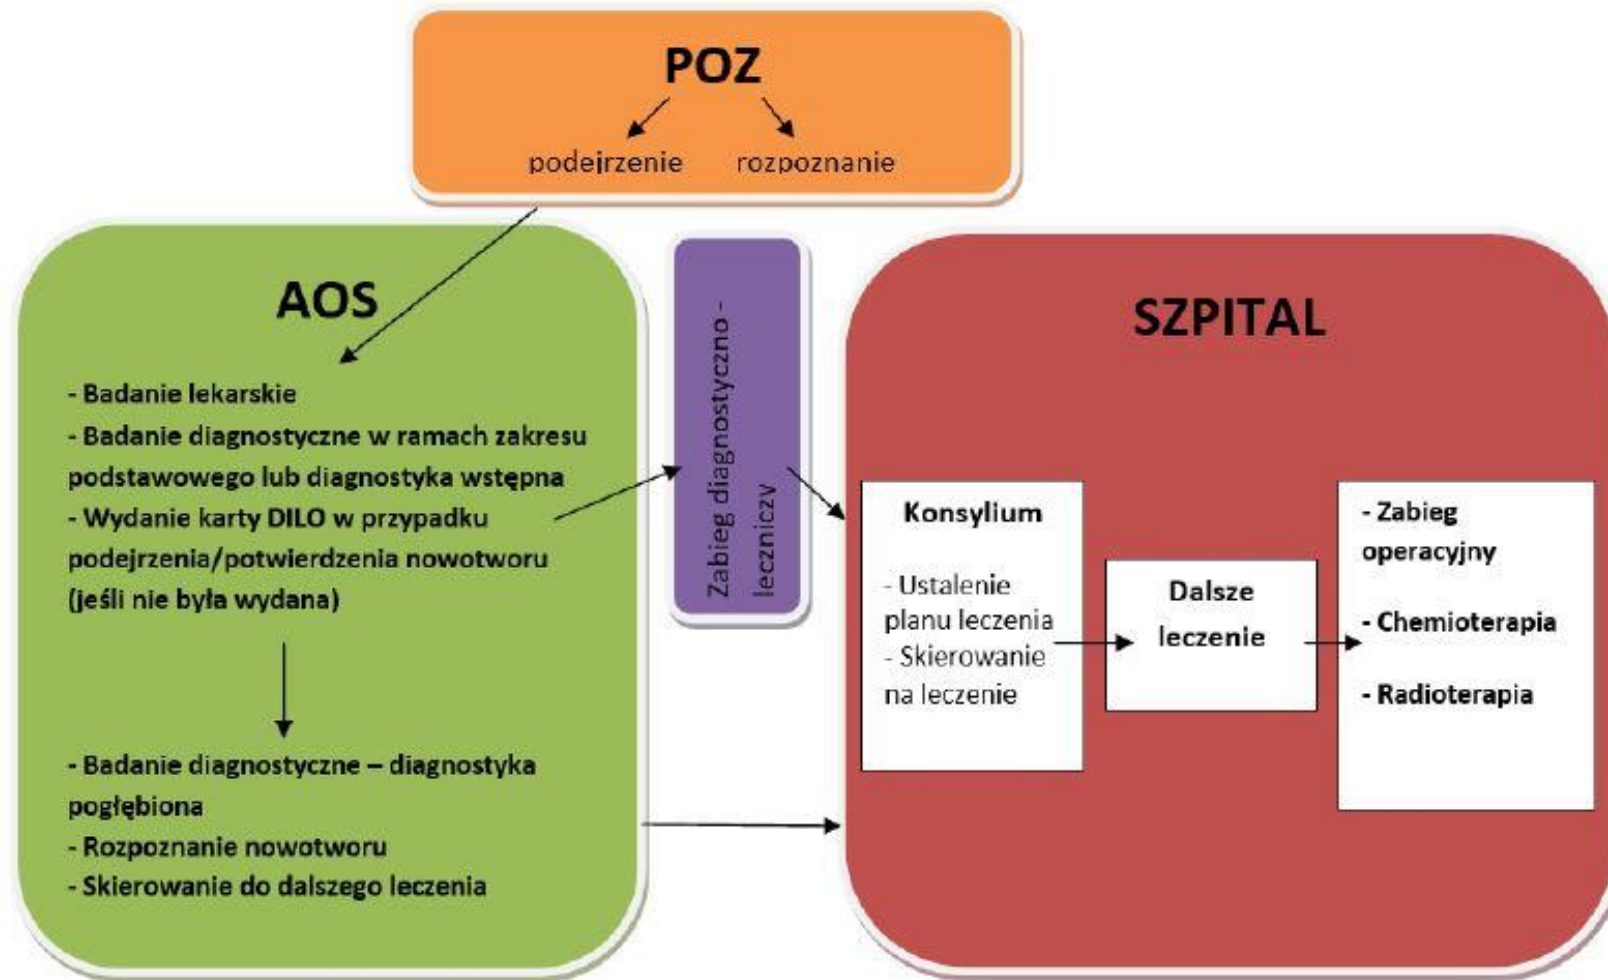 POZ
podejrzenie rozpoznanie
AOS
- Badanie lekarskie
- Badanie diagnostyczne w ramach zakresu
podstawowego lub diagnostyka wstępna
- Wydanie karty DILO w przypadku
podejrzenia/potwierdzenia nowotworu
(jeśli nie była wydana)
- Badanie diagnostyczne – diagnostyka
pogłębiona
- Rozpoznanie nowotworu
- Skierowanie do dalszego leczenia
Zabieg diagnostyczno -
leczniczy
SZPITAL
Konsylium
- Ustalenie
planu leczenia
- Skierowanie
na leczenie
Dalsze
leczenie
- Zabieg
operacyjny
- Chemioterapia
- Radioterapia